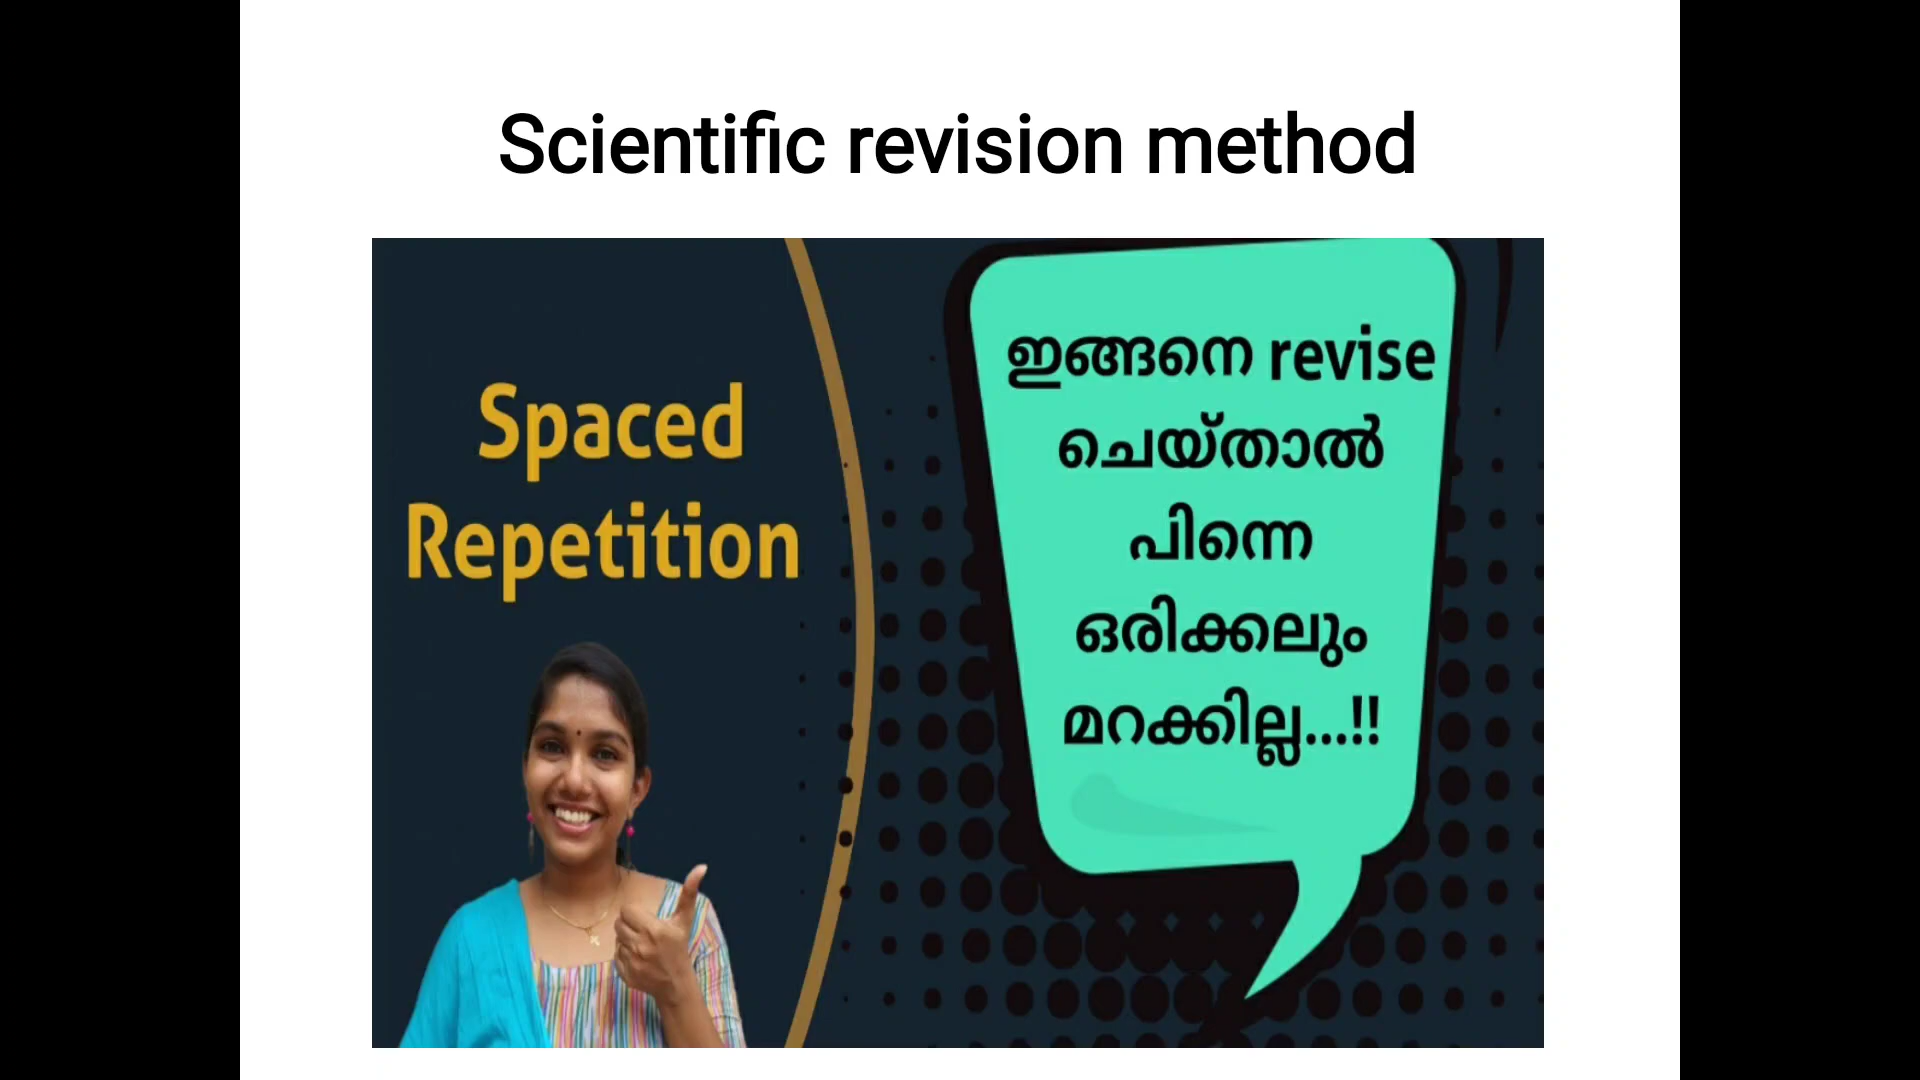 Scientific revision method
Spaced
Repetition
ഇങ്ങനെ revise
ചെയ്താൽ
പിന്നെ
ഒരിക്കലും
മറക്കില്ല...!!